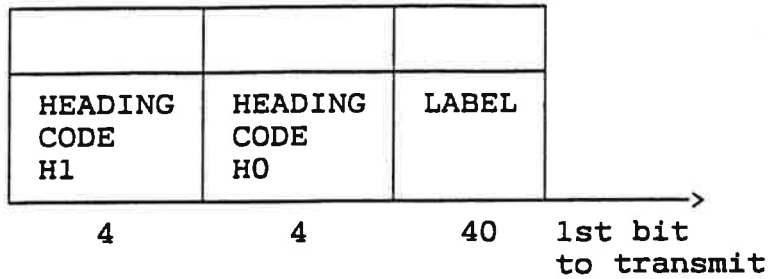 HEADING CODE H1
HEADING CODE H0
LABEL
4 4 40 1st bit
to transmit